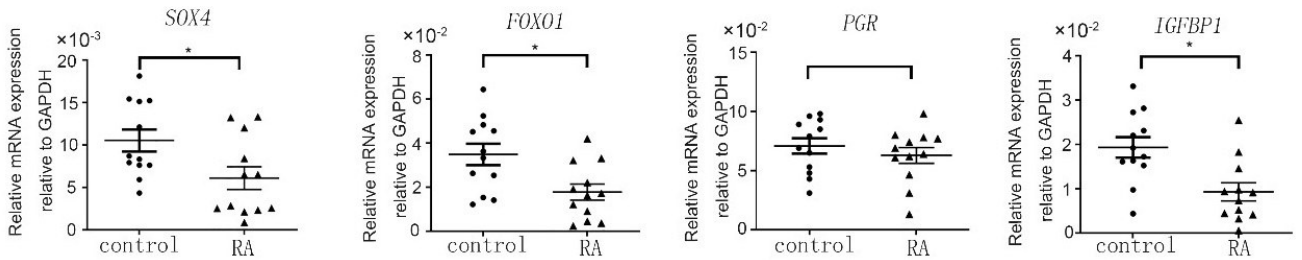 SOX4
×10⁻³
*
Relative mRNA expression
relative to GAPDH
20
15
10
5
0
control RA
FOXO1
×10⁻²
*
Relative mRNA expression
relative to GAPDH
8
6
4
2
0
control RA
PGR
×10⁻²
Relative mRNA expression
relative to GAPDH
15
10
5
0
control RA
IGFBP1
×10⁻²
*
Relative mRNA expression
relative to GAPDH
4
3
2
1
0
control RA